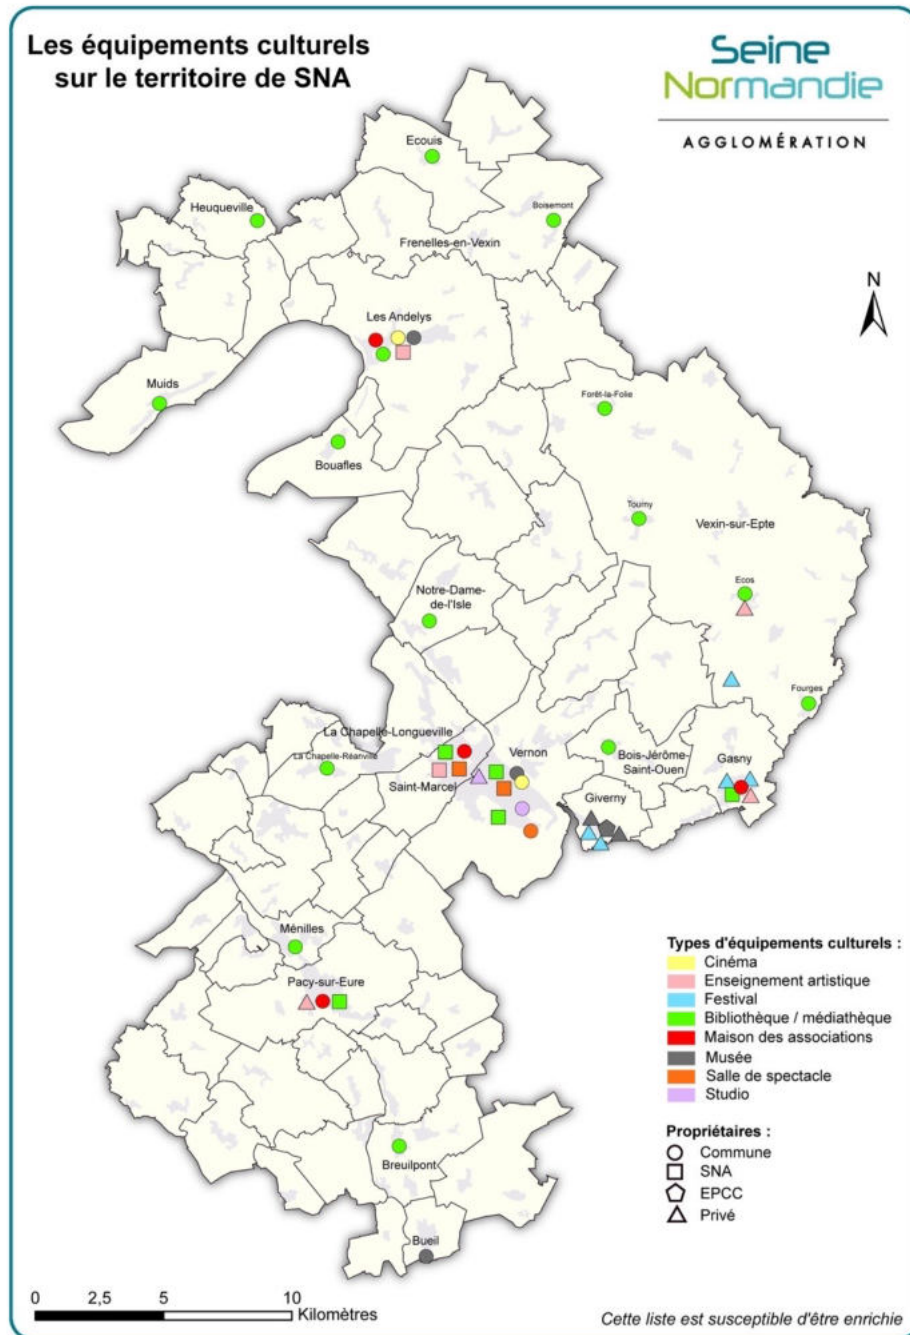 Les équipements culturels
sur le territoire de SNA
Seine
Normandie
AGGLOMÉRATION
Ecouis
Heuqueville
Boisemont
Frenelles-en-Vexin
N
Les Andelys
Muids
Forêt-la-Folie
Bouafles
Tourny
Vexin-sur-Epte
Ecos
Notre-Dame-
de-l'Isle
Fourges
La Chapelle-Longueville
La Chapelle-Réanville
Vernon
Bois-Jérôme-
Saint-Ouen
Gasny
Saint-Marcel
Giverny
Ménilles
Pacy-sur-Eure
Breuilpont
Bueil
Types d'équipements culturels :
Cinéma
Enseignement artistique
Festival
Bibliothèque / médiathèque
Maison des associations
Musée
Salle de spectacle
Studio
Propriétaires :
Commune
SNA
EPCC
Privé
0 2,5 5 10
Kilomètres
Cette liste est susceptible d'être enrichie